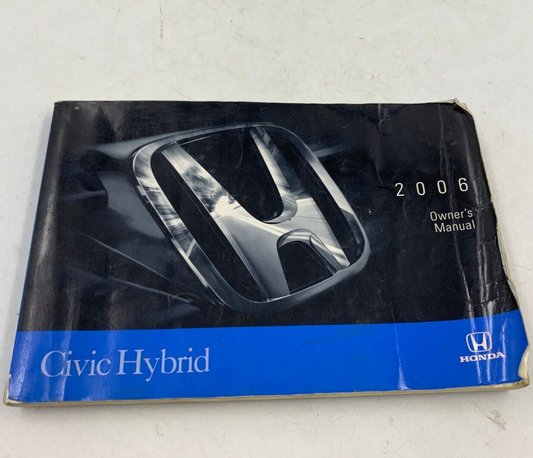 2006
Owner's
Manual
Civic Hybrid
HONDA